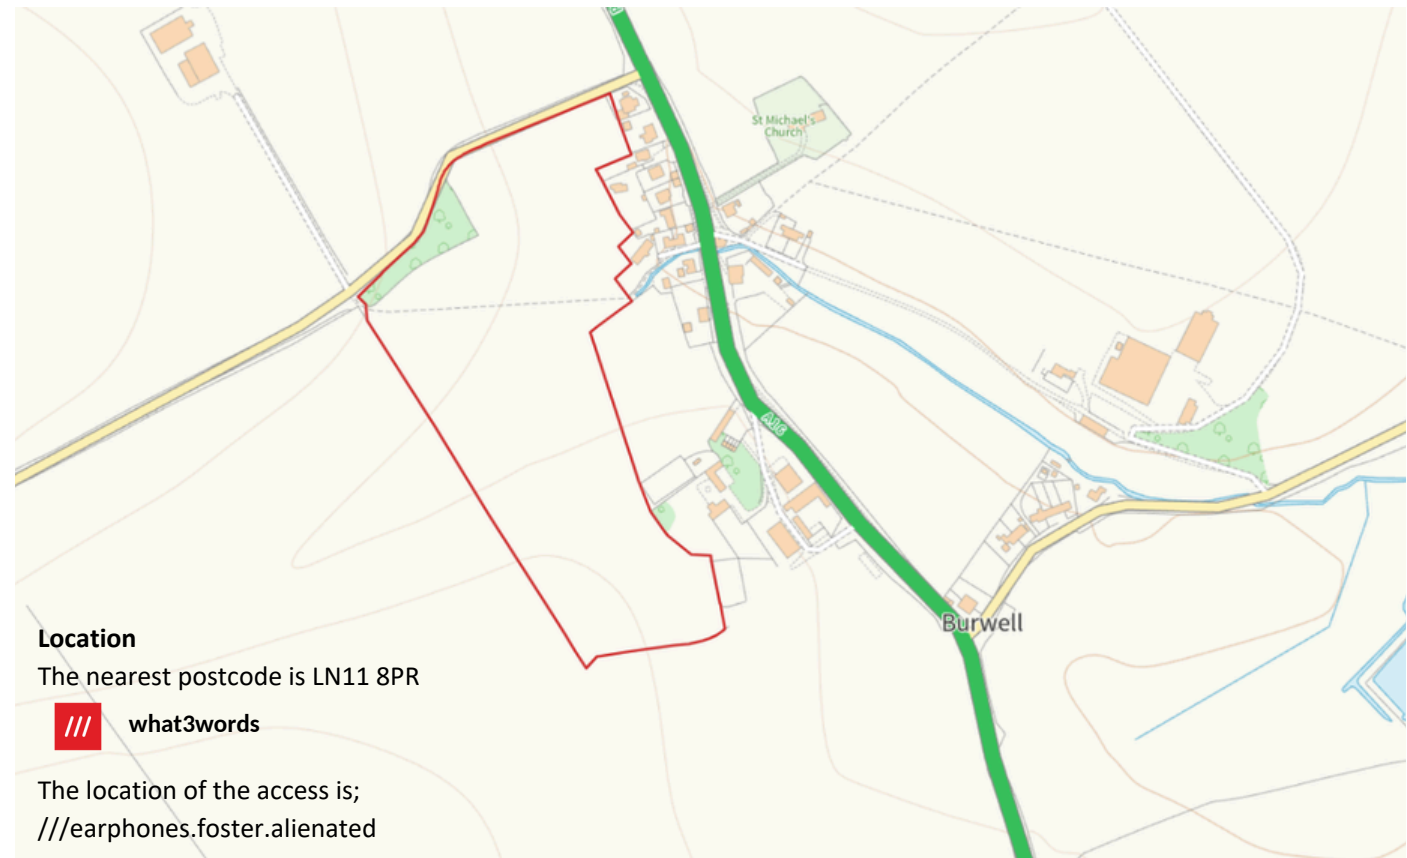 St Michael's
Church
A16
Burwell
Location
The nearest postcode is LN11 8PR
/// what3words
The location of the access is;
///earphones.foster.alienated